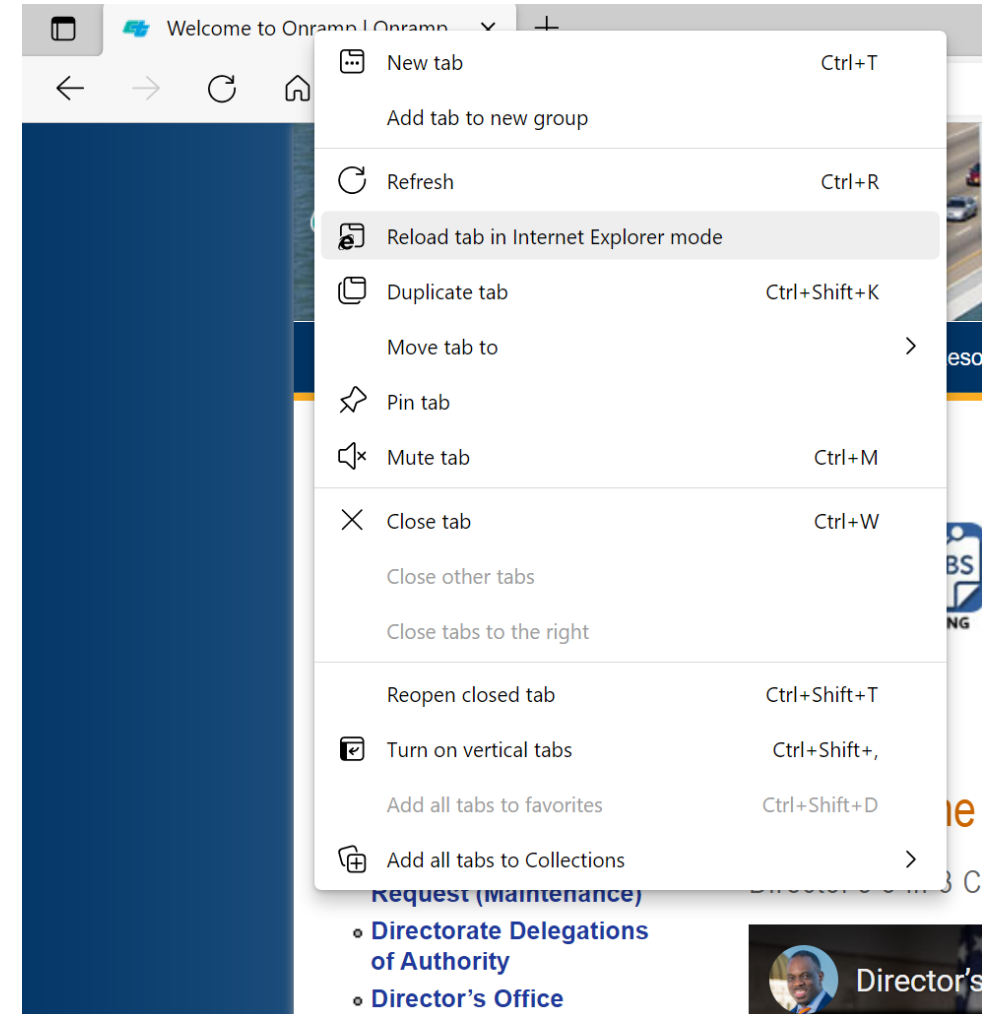 Welcome to Onramp | Onramp
New tab Ctrl+T
Add tab to new group
Refresh Ctrl+R
Reload tab in Internet Explorer mode
Duplicate tab Ctrl+Shift+K
Move tab to
Pin tab
Mute tab Ctrl+M
Close tab Ctrl+W
Close other tabs
Close tabs to the right
Reopen closed tab Ctrl+Shift+T
Turn on vertical tabs Ctrl+Shift+,
Add all tabs to favorites Ctrl+Shift+D
Add all tabs to Collections
Request (Maintenance)
Directorate Delegations
of Authority
Director's Office
Director's